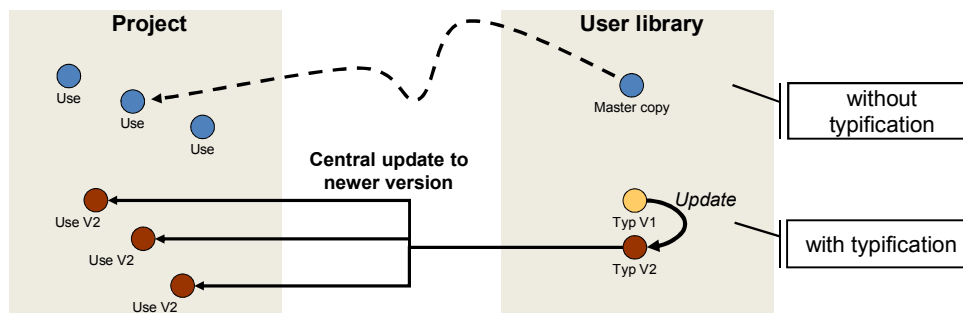 Project
User library
Use
Use
Use
Master copy
without
typification
Central update to
newer version
Use V2
Use V2
Use V2
Typ V1
Update
Typ V2
with typification